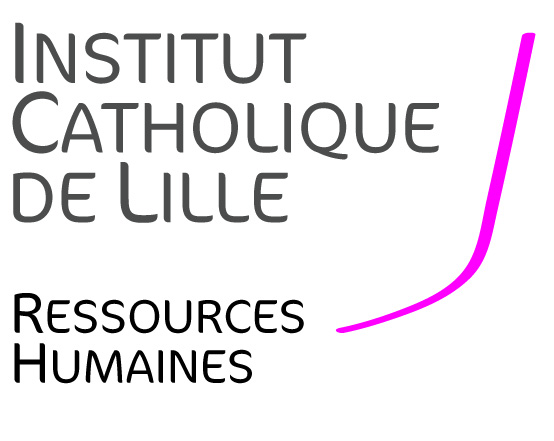 INSTITUT
CATHOLIQUE
DE LILLE
RESSOURCES
HUMAINES